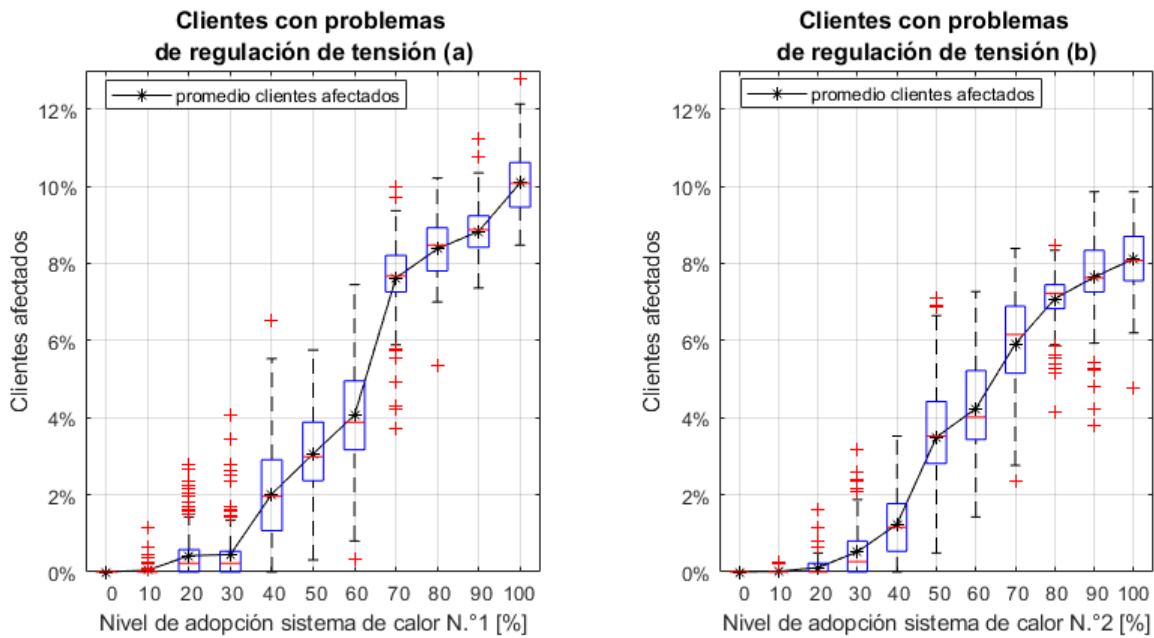 Clientes con problemas
de regulación de tensión (a)
promedio clientes afectados
Clientes afectados
12%
10%
8%
6%
4%
2%
0%
0 10 20 30 40 50 60 70 80 90 100
Nivel de adopción sistema de calor N.°1 [%]
Clientes con problemas
de regulación de tensión (b)
promedio clientes afectados
Clientes afectados
12%
10%
8%
6%
4%
2%
0%
0 10 20 30 40 50 60 70 80 90 100
Nivel de adopción sistema de calor N.°2 [%]